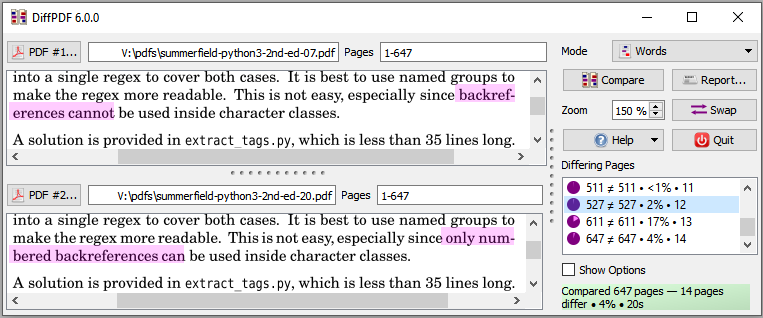 DiffPDF 6.0.0
PDF #1...
V:\pdfs\summerfield-python3-2nd-ed-07.pdf
Pages
1-647
into a single regex to cover both cases. It is best to use named groups to
make the regex more readable. This is not easy, especially since backref-
erences cannot be used inside character classes.
A solution is provided in extract_tags.py, which is less than 35 lines long.
PDF #2...
V:\pdfs\summerfield-python3-2nd-ed-20.pdf
Pages
1-647
into a single regex to cover both cases. It is best to use named groups to
make the regex more readable. This is not easy, especially since only num-
bered backreferences can be used inside character classes.
A solution is provided in extract_tags.py, which is less than 35 lines long.
Mode
Words
Compare
Report...
Zoom
150 %
Swap
Help
Quit
Differing Pages
511 ≠ 511 • <1% • 11
527 ≠ 527 • 2% • 12
611 ≠ 611 • 17% • 13
647 ≠ 647 • 4% • 14
Show Options
Compared 647 pages — 14 pages
differ • 4% • 20s